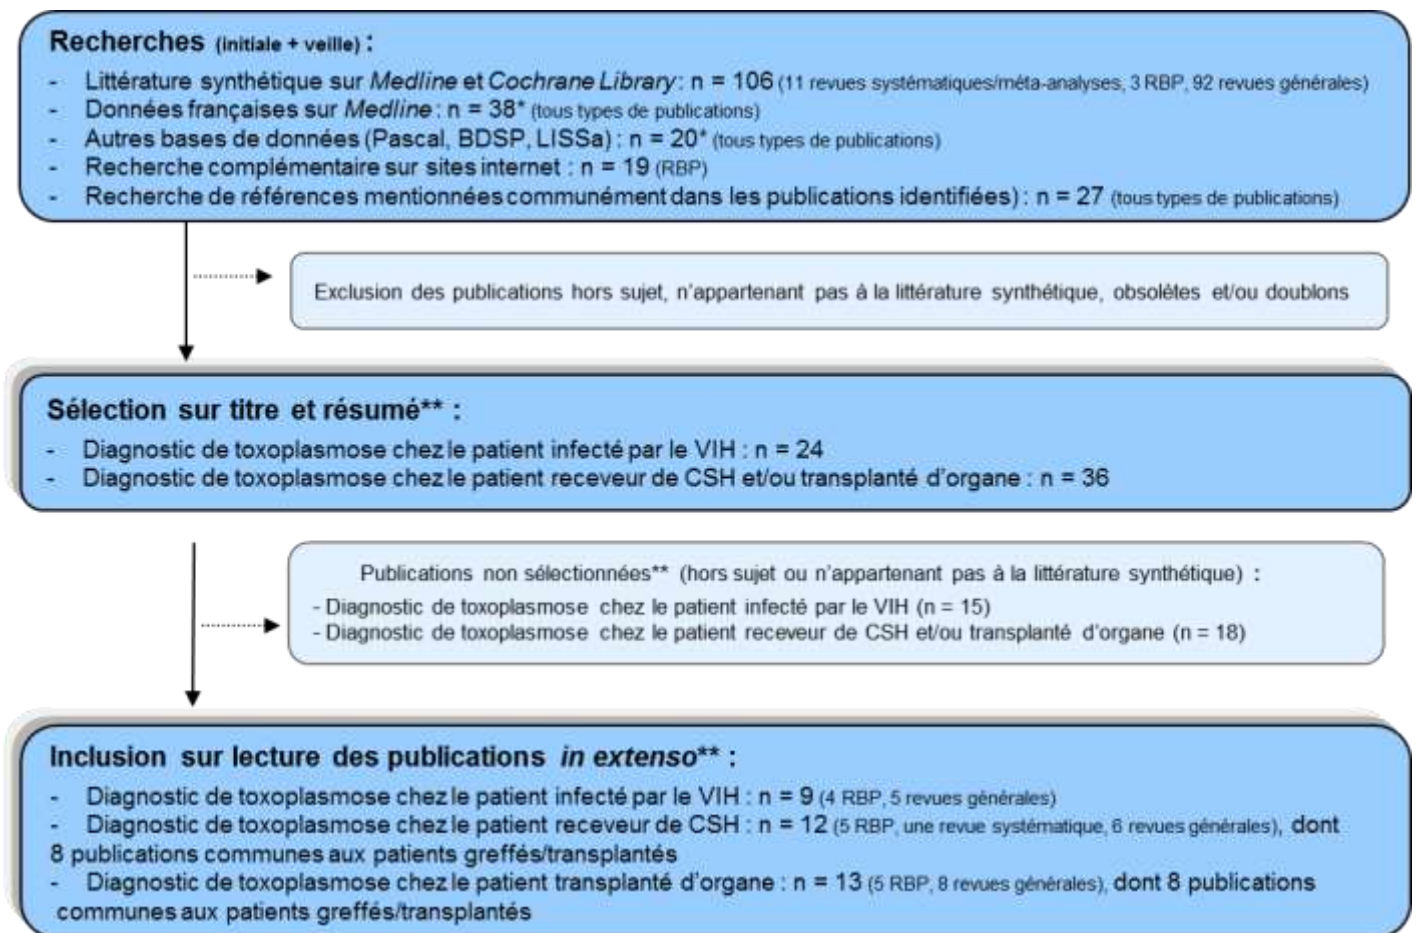 Recherches (initiale + veille) :
- Littérature synthétique sur Medline et Cochrane Library : n = 106 (11 revues systématiques/méta-analyses, 3 RBP, 92 revues générales)
- Données françaises sur Medline : n = 38* (tous types de publications)
- Autres bases de données (Pascal, BDSP, LISSa) : n = 20* (tous types de publications)
- Recherche complémentaire sur sites internet : n = 19 (RBP)
- Recherche de références mentionnées communément dans les publications identifiées) : n = 27 (tous types de publications)
Exclusion des publications hors sujet, n'appartenant pas à la littérature synthétique, obsolètes et/ou doublons
Sélection sur titre et résumé** :
- Diagnostic de toxoplasmose chez le patient infecté par le VIH : n = 24
- Diagnostic de toxoplasmose chez le patient receveur de CSH et/ou transplanté d'organe : n = 36
Publications non sélectionnées** (hors sujet ou n'appartenant pas à la littérature synthétique) :
- Diagnostic de toxoplasmose chez le patient infecté par le VIH (n = 15)
- Diagnostic de toxoplasmose chez le patient receveur de CSH et/ou transplanté d'organe (n = 18)
Inclusion sur lecture des publications in extenso** :
- Diagnostic de toxoplasmose chez le patient infecté par le VIH : n = 9 (4 RBP, 5 revues générales)
- Diagnostic de toxoplasmose chez le patient receveur de CSH : n = 12 (5 RBP, une revue systématique, 6 revues générales), dont
8 publications communes aux patients greffés/transplantés
- Diagnostic de toxoplasmose chez le patient transplanté d'organe : n = 13 (5 RBP, 8 revues générales), dont 8 publications
communes aux patients greffés/transplantés